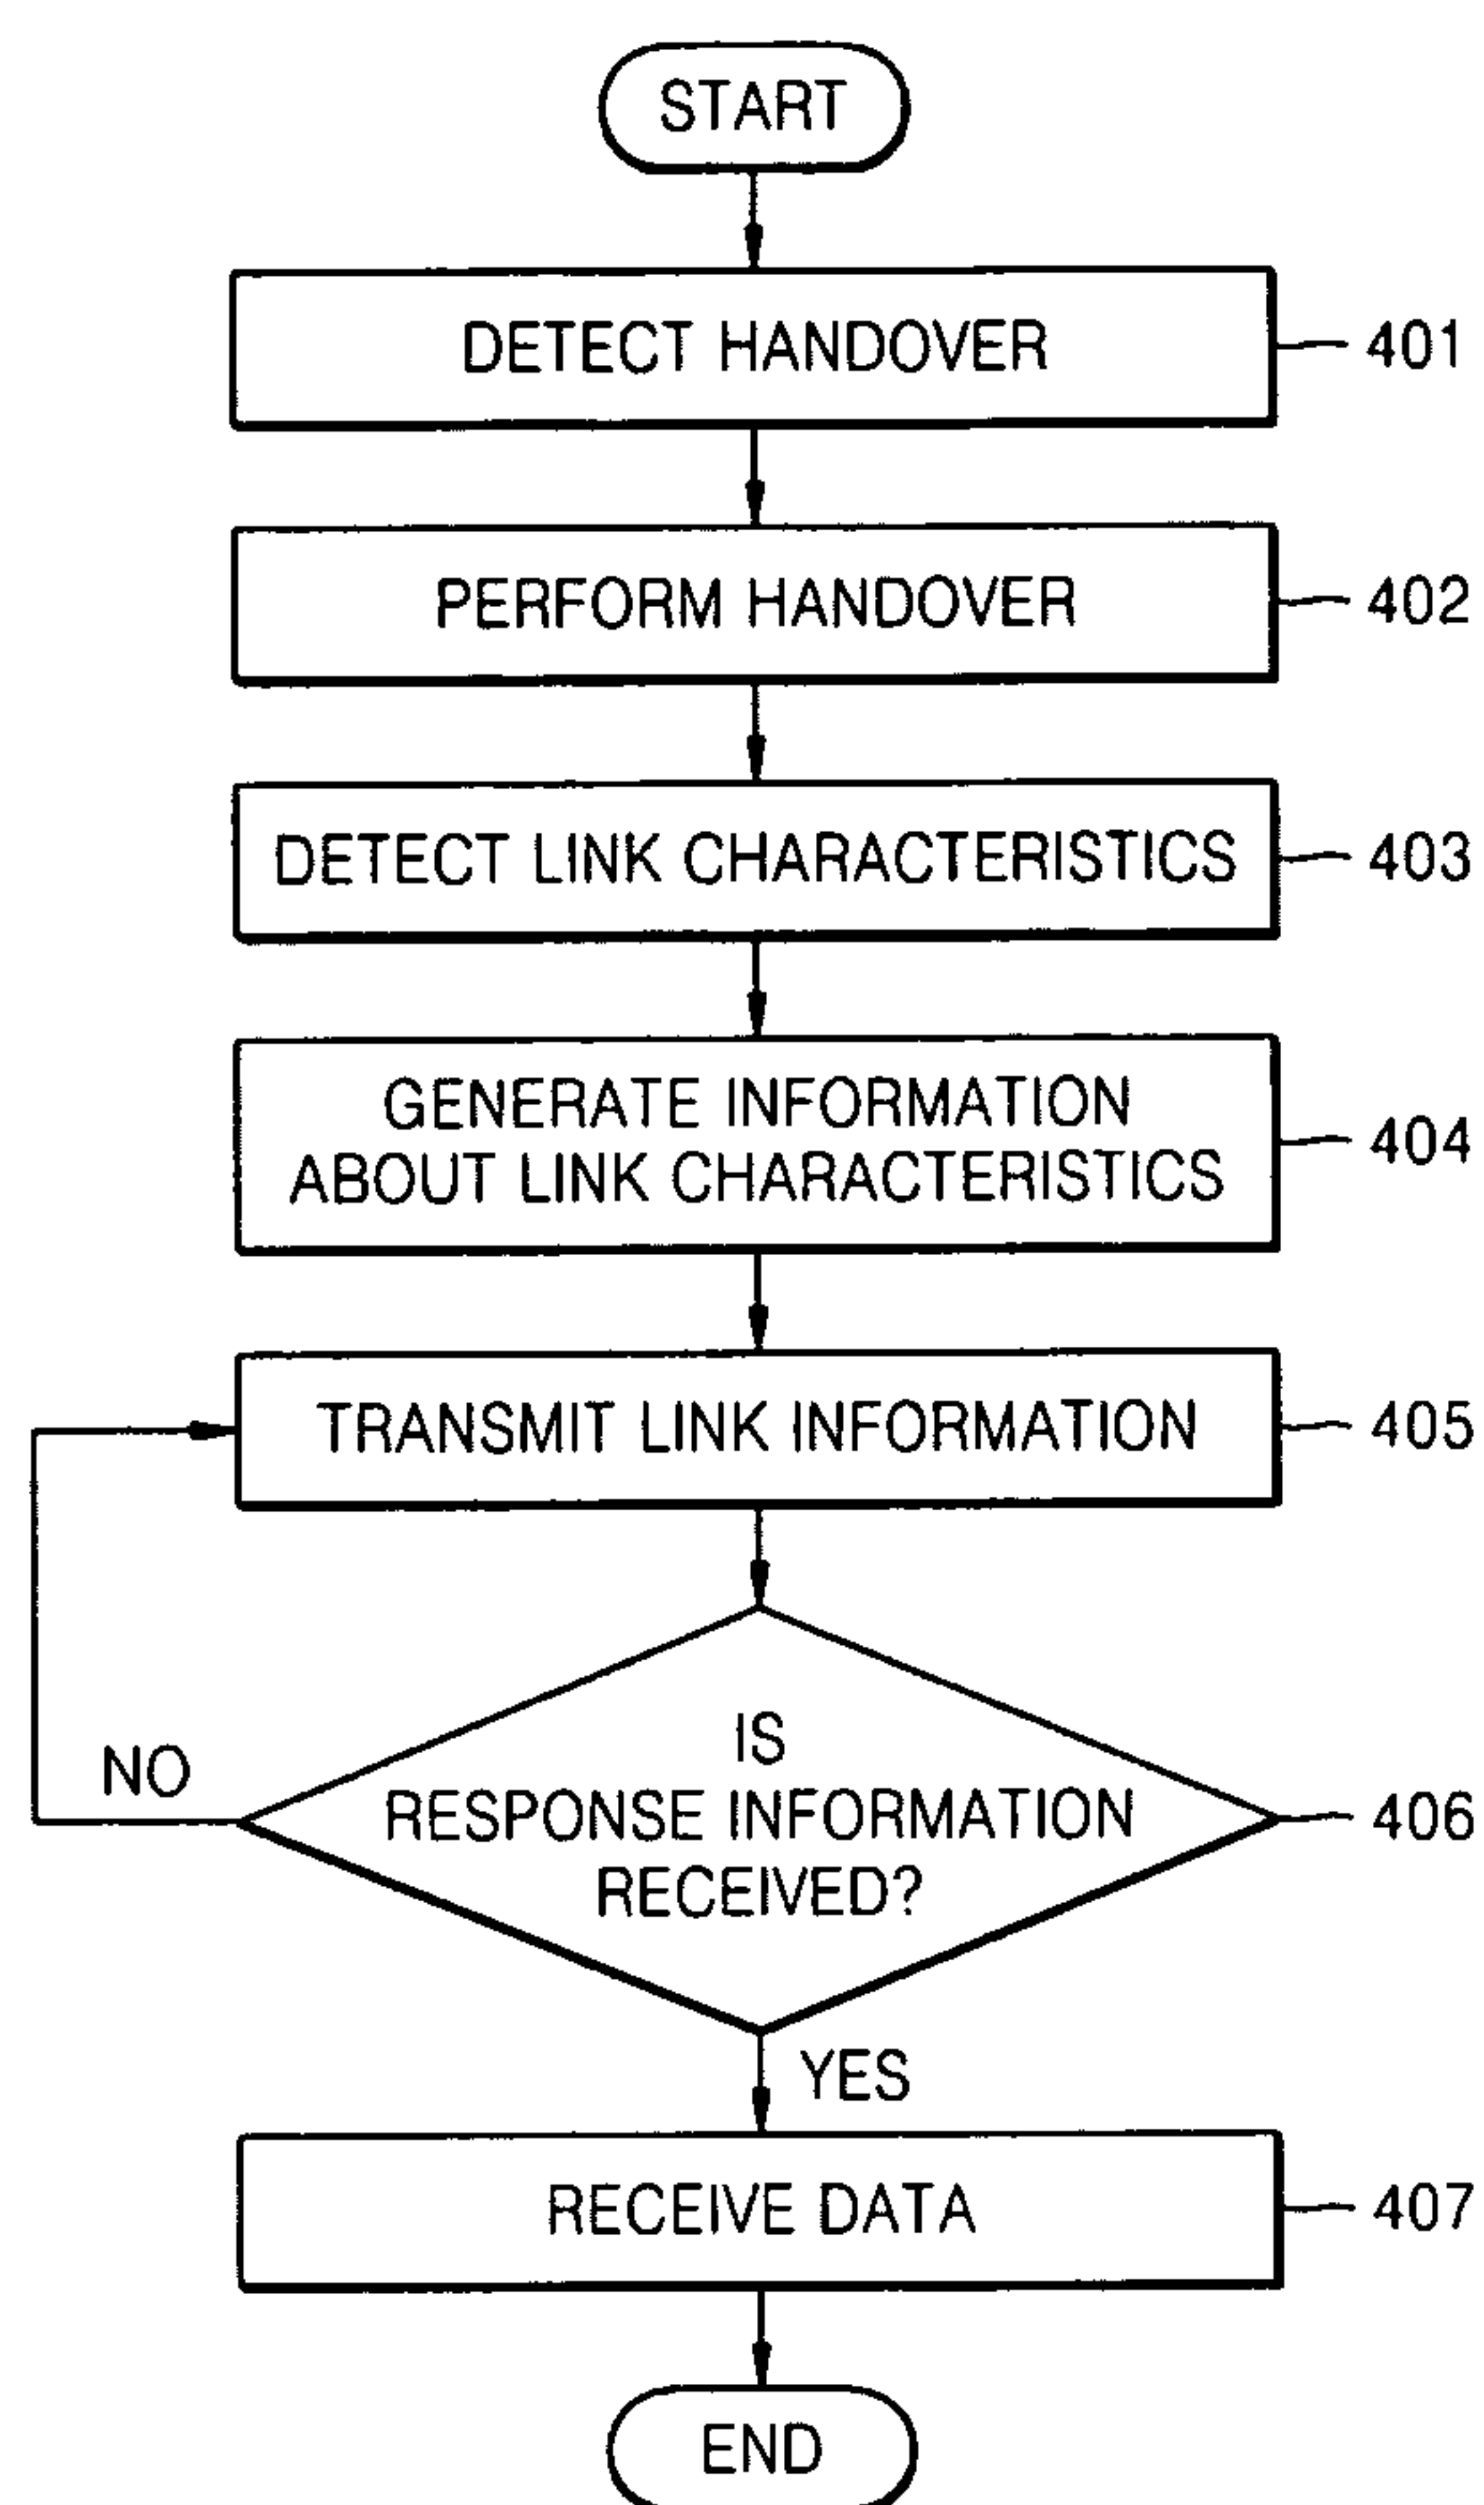 START
DETECT HANDOVER
401
PERFORM HANDOVER
402
DETECT LINK CHARACTERISTICS
403
GENERATE INFORMATION
ABOUT LINK CHARACTERISTICS
404
TRANSMIT LINK INFORMATION
405
IS
RESPONSE INFORMATION
RECEIVED?
406
NO
YES
RECEIVE DATA
407
END